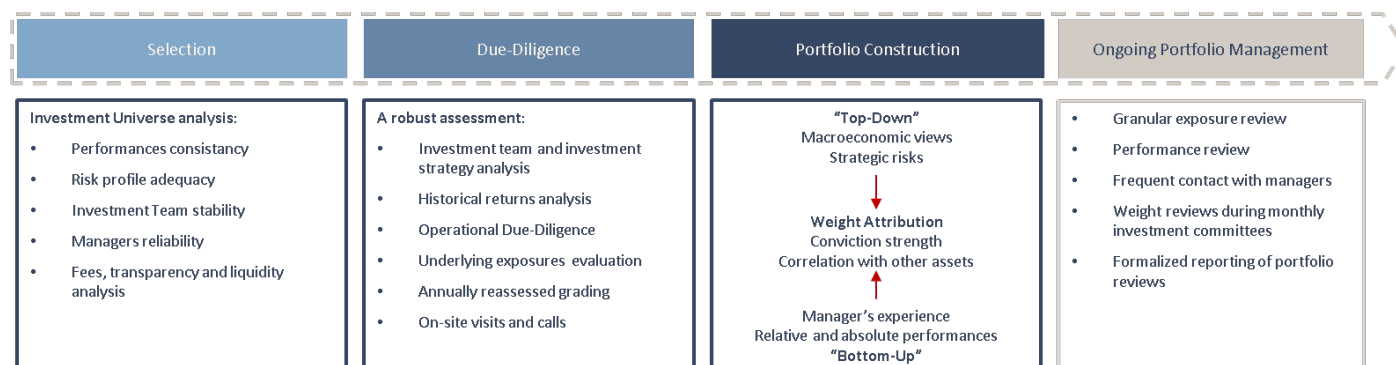 Selection
Due-Diligence
Portfolio Construction
Ongoing Portfolio Management
Investment Universe analysis:
• Performances consistancy
• Risk profile adequacy
• Investment Team stability
• Managers reliability
• Fees, transparency and liquidity
analysis
A robust assessment:
• Investment team and investment
strategy analysis
• Historical returns analysis
• Operational Due-Diligence
• Underlying exposures evaluation
• Annually reassessed grading
• On-site visits and calls
“Top-Down”
Macroeconomic views
Strategic risks
Weight Attribution
Conviction strength
Correlation with other assets
Manager’s experience
Relative and absolute performances
“Bottom-Up”
• Granular exposure review
• Performance review
• Frequent contact with managers
• Weight reviews during monthly
investment committees
• Formalized reporting of portfolio
reviews